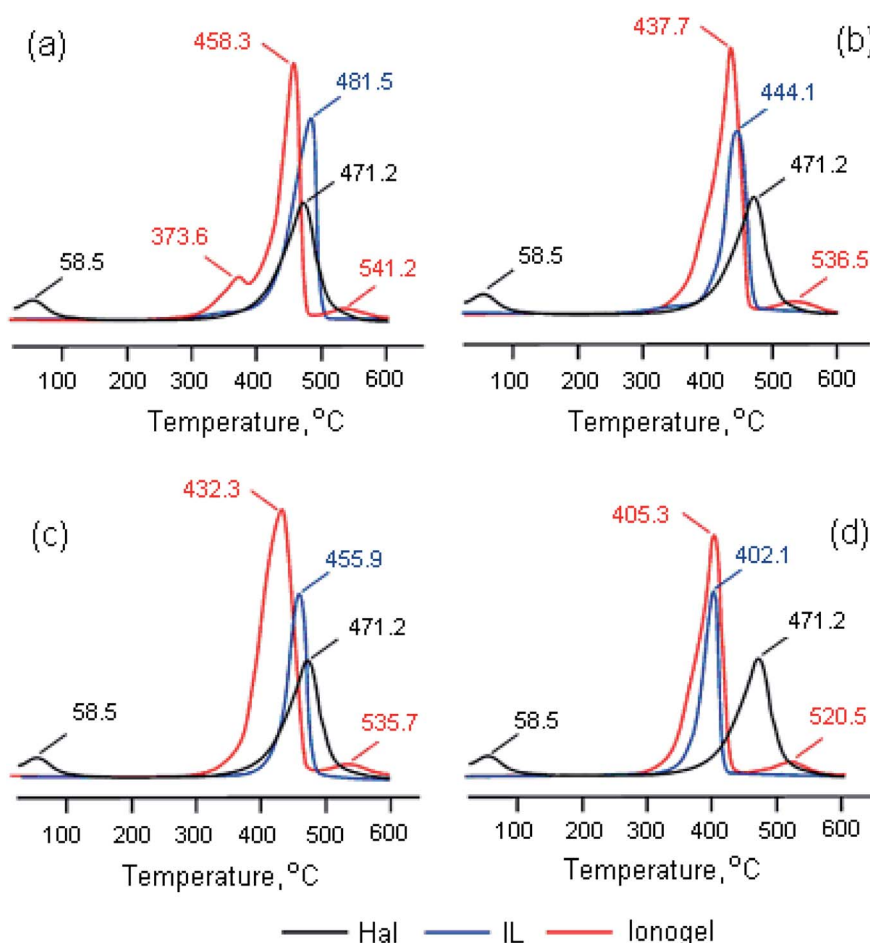 (a)
458.3
481.5
471.2
373.6
58.5
541.2
100 200 300 400 500 600
Temperature, °C
(b)
437.7
444.1
471.2
58.5
536.5
100 200 300 400 500 600
Temperature, °C
(c)
432.3
455.9
471.2
58.5
535.7
100 200 300 400 500 600
Temperature, °C
(d)
405.3
402.1
471.2
58.5
520.5
100 200 300 400 500 600
Temperature, °C
Hal IL Ionogel